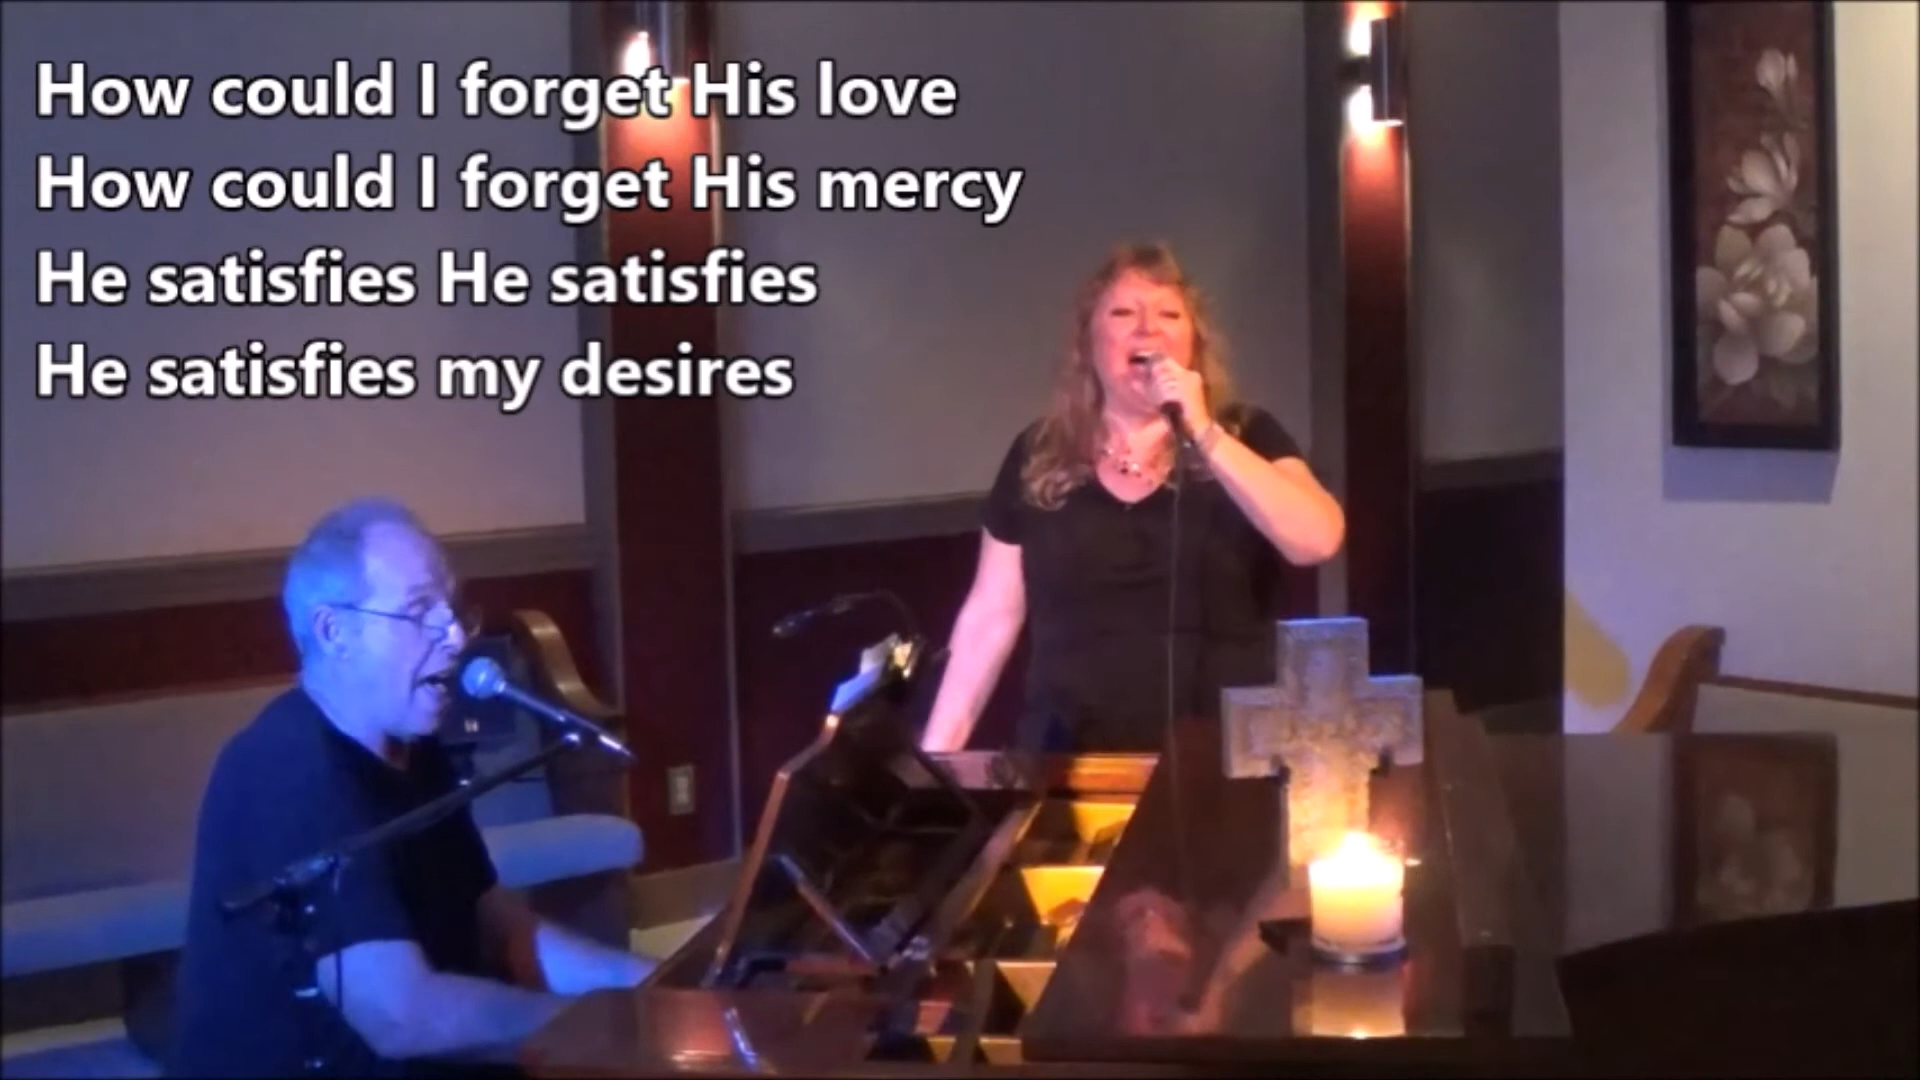 How could I forget His love
How could I forget His mercy
He satisfies He satisfies
He satisfies my desires